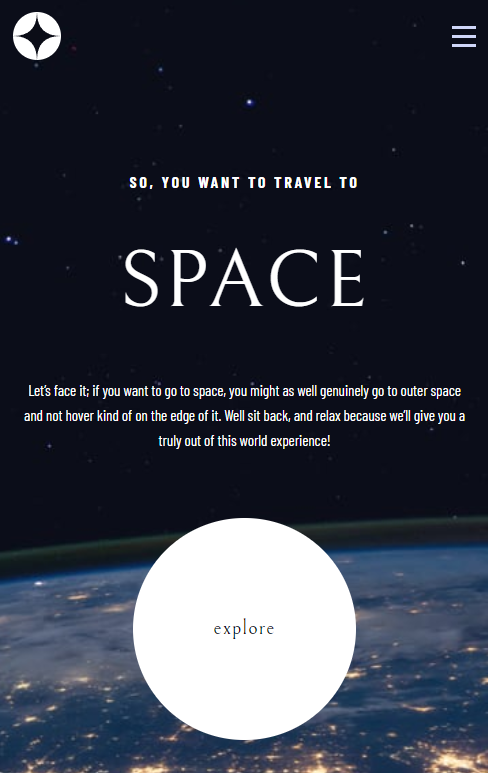 SO, YOU WANT TO TRAVEL TO
SPACE
Let’s face it; if you want to go to space, you might as well genuinely go to outer space
and not hover kind of on the edge of it. Well sit back, and relax because we’ll give you a
truly out of this world experience!
explore